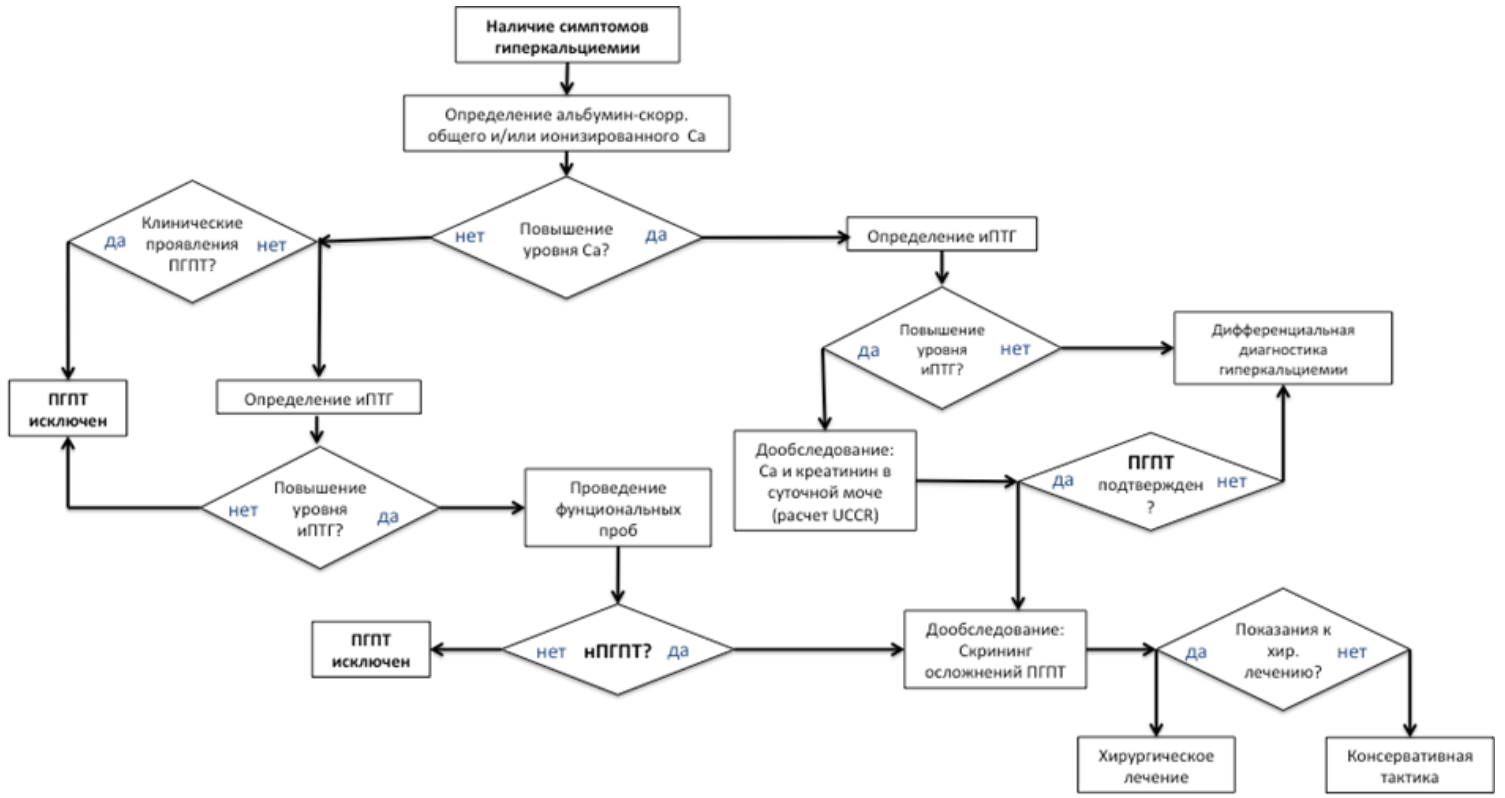 Наличие симптомов
гиперкальциемии
Определение альбумин-скорр.
общего и/или ионизированного Са
Клинические
проявления
ПГПТ?
да
нет
Повышение
уровня Са?
нет
да
Определение иПТГ
Повышение
уровня
иПТГ?
да
нет
Дифференциальная
диагностика
гиперкальциемии
ПГПТ
исключен
Определение иПТГ
Дообследование:
Са и креатинин в
суточной моче
(расчет UCCR)
ПГПТ
подтвержден
?
да
нет
Повышение
уровня
иПТГ?
нет
да
Проведение
фунциональных
проб
ПГПТ
исключен
нет
нПГПТ?
да
Дообследование:
Скрининг
осложнений ПГПТ
Показания к
хир.
лечению?
да
нет
Хирургическое
лечение
Консервативная
тактика